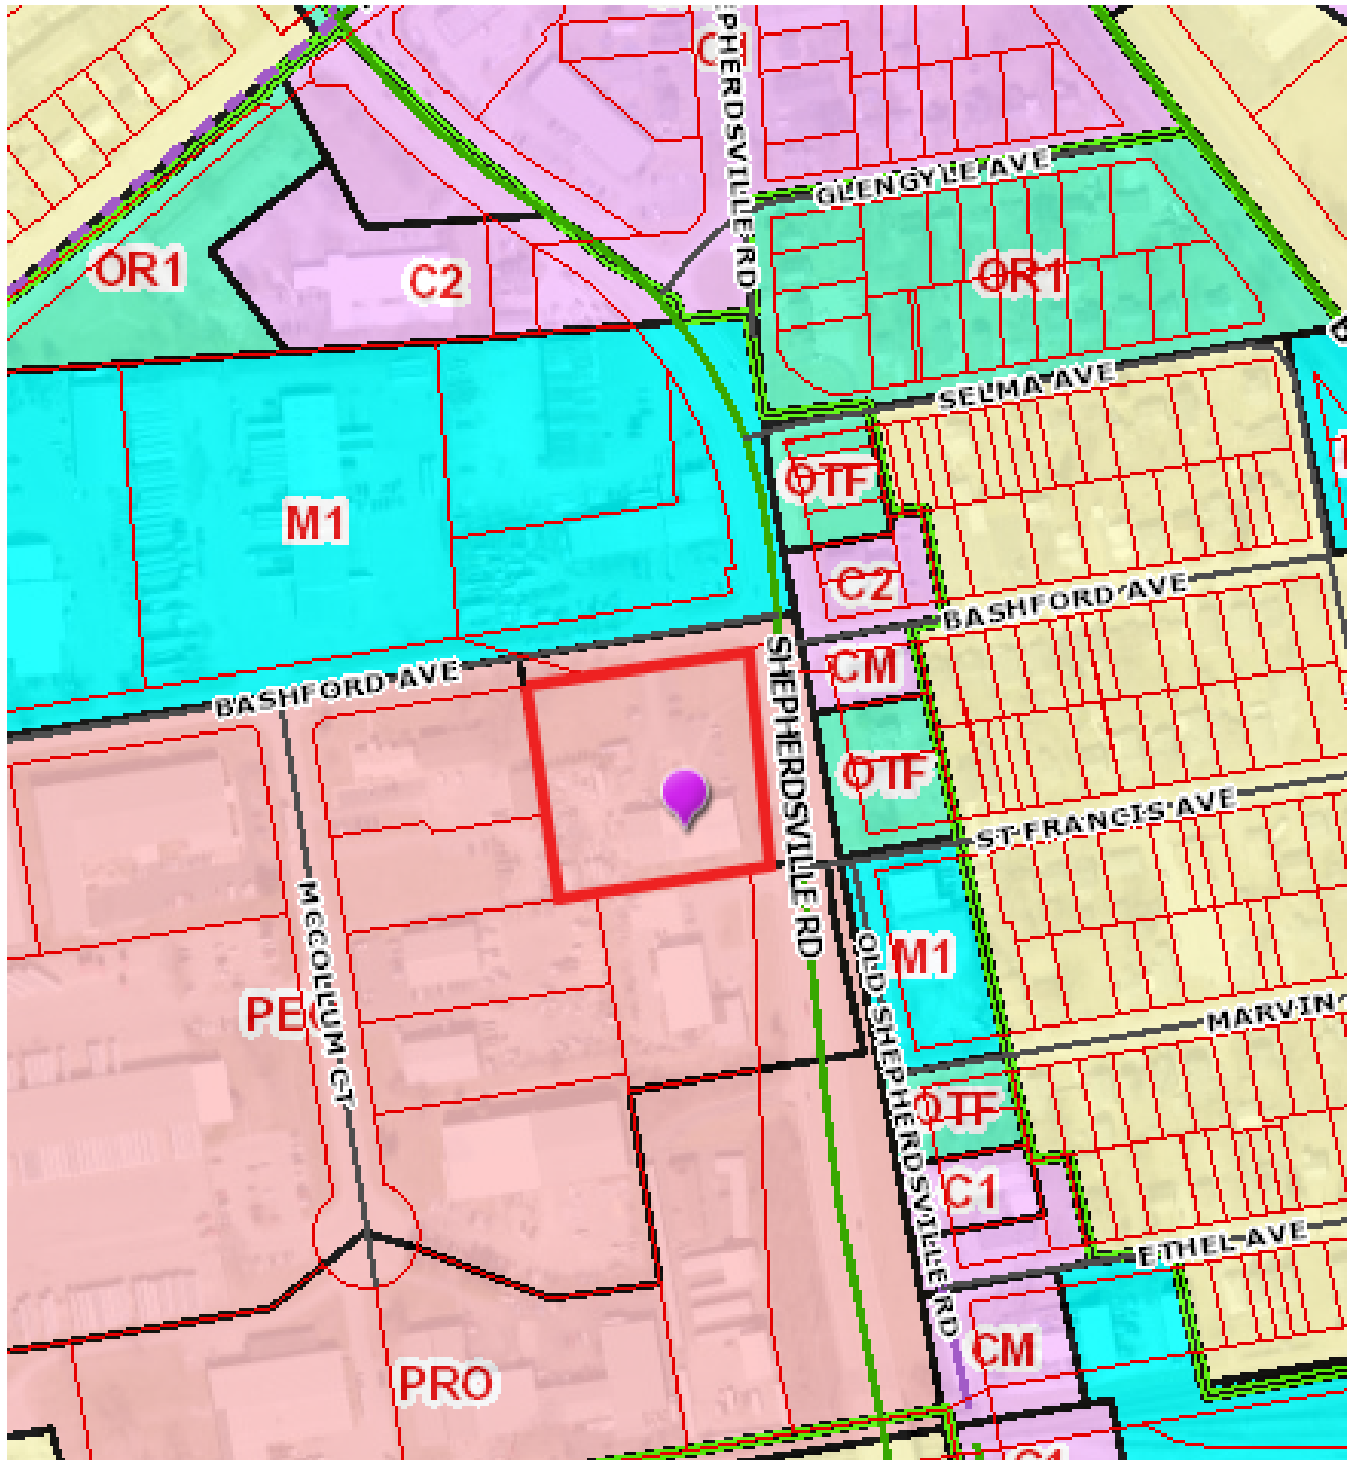 SHEPHERDSVILLE RD
GLENGYLE AVE
OR1
C2
OR1
SELMA AVE
OTF
M1
C2
BASHFORD AVE
CM
BASHFORD AVE
SHEPHERDSVILLE RD
OTF
ST FRANCIS AVE
MCCOLLUM CT
OLD SHEPHERDSVILLE RD
M1
MARVIN
OTF
C1
ETHEL AVE
CM
PRO
C1